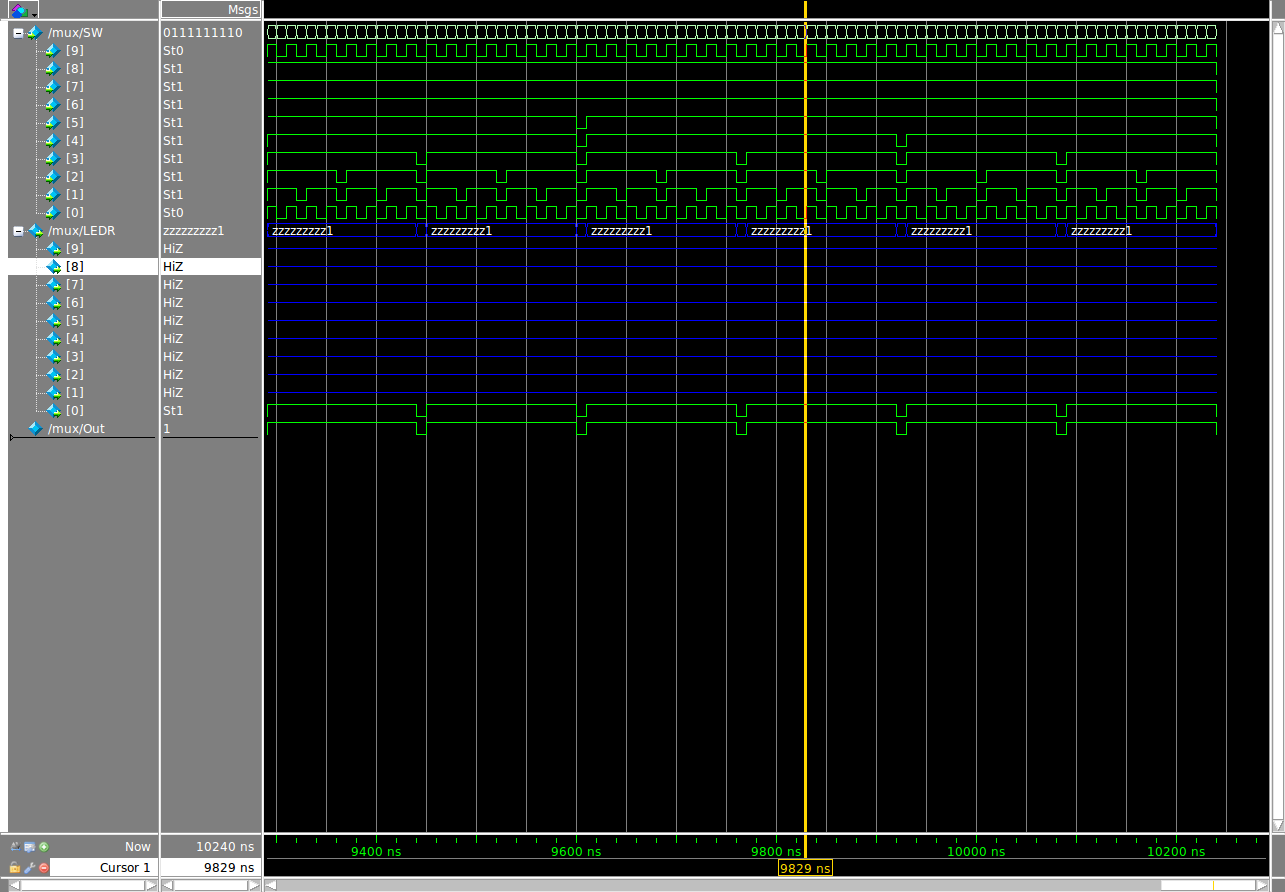 Msgs
/mux/SW 0111111110
[9] St0
[8] St1
[7] St1
[6] St1
[5] St1
[4] St1
[3] St1
[2] St1
[1] St1
[0] St0
/mux/LEDR zzzzzzzzz1 zzzzzzzzz1 zzzzzzzzz1 zzzzzzzzz1 zzzzzzzzz1 zzzzzzzzz1 zzzzzzzzz1
[9] HiZ
[8] HiZ
[7] HiZ
[6] HiZ
[5] HiZ
[4] HiZ
[3] HiZ
[2] HiZ
[1] HiZ
[0] St1
/mux/Out 1
Now 10240 ns 9400 ns 9600 ns 9800 ns 10000 ns 10200 ns
Cursor 1 9829 ns 9829 ns